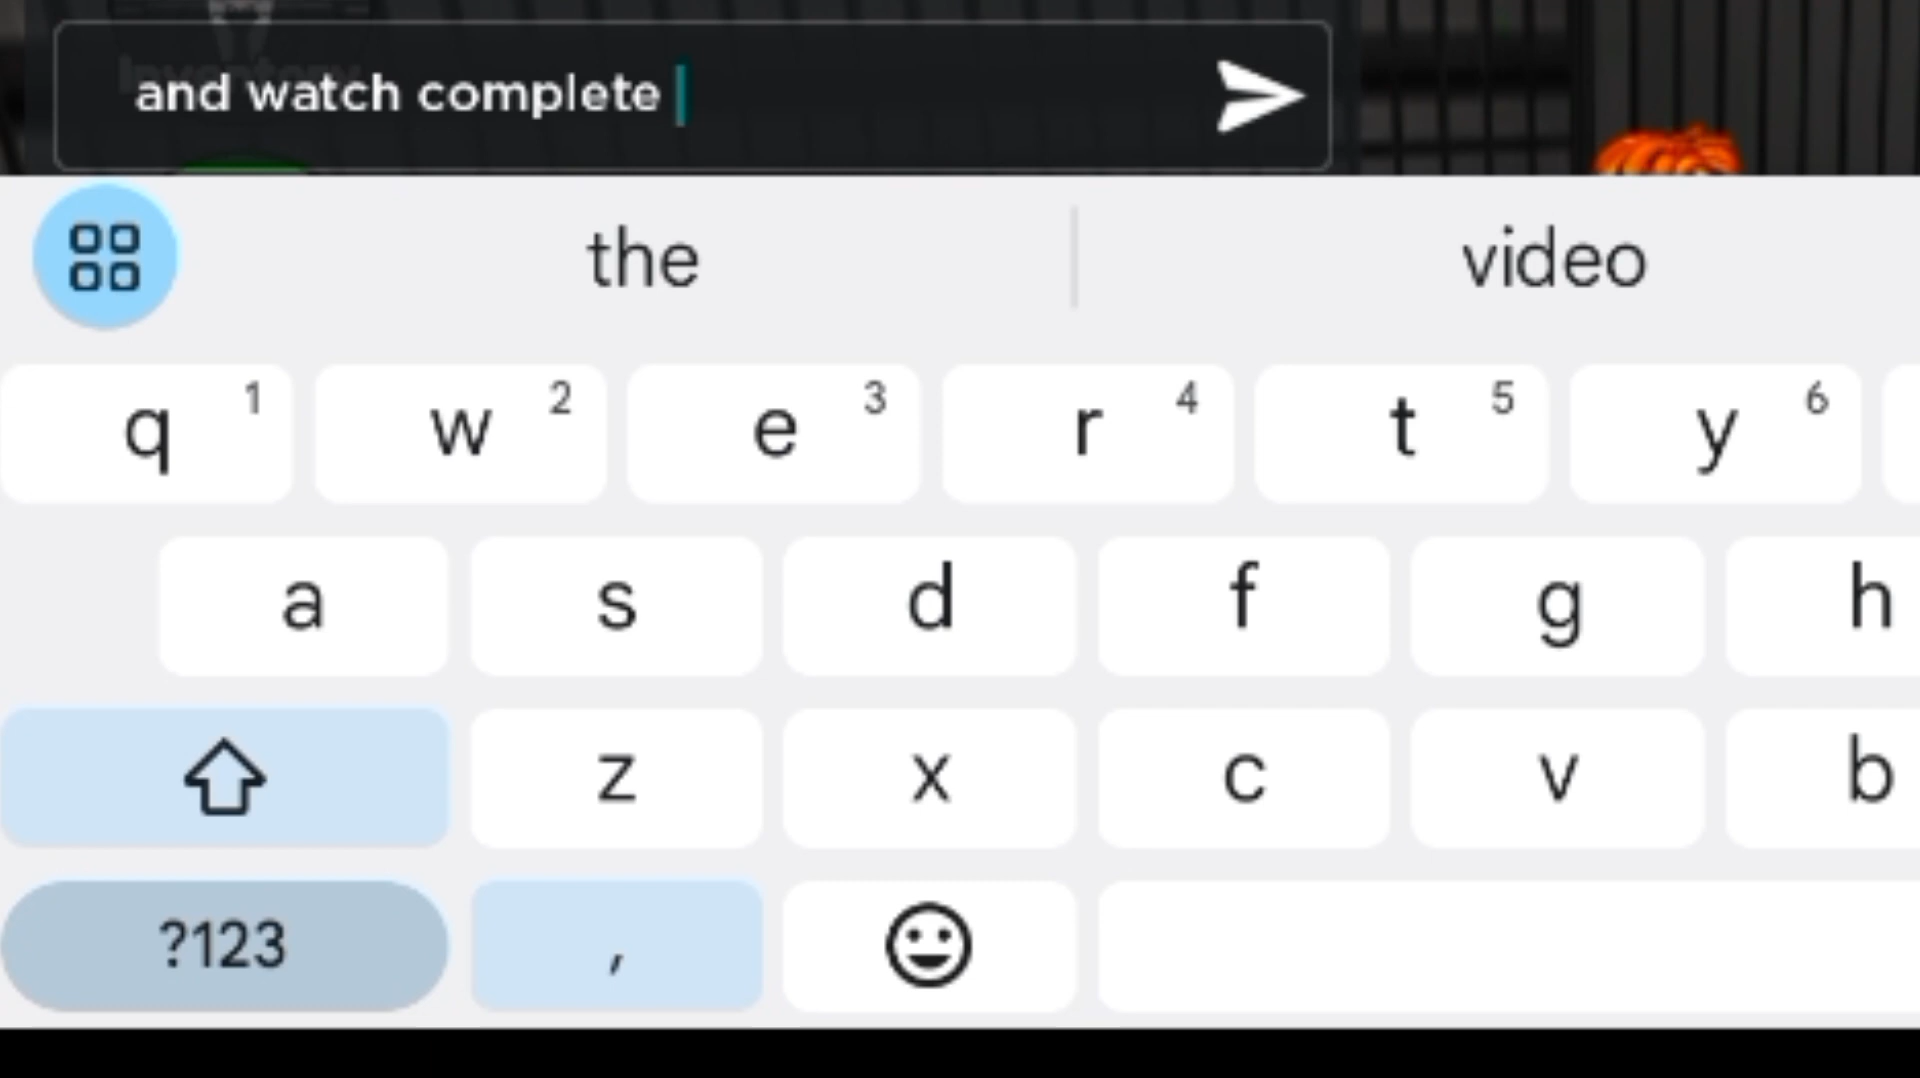 and watch complete
the video
q 1 w 2 e 3 r 4 t 5 y 6
a s d f g h
z x c v b
?123 ,